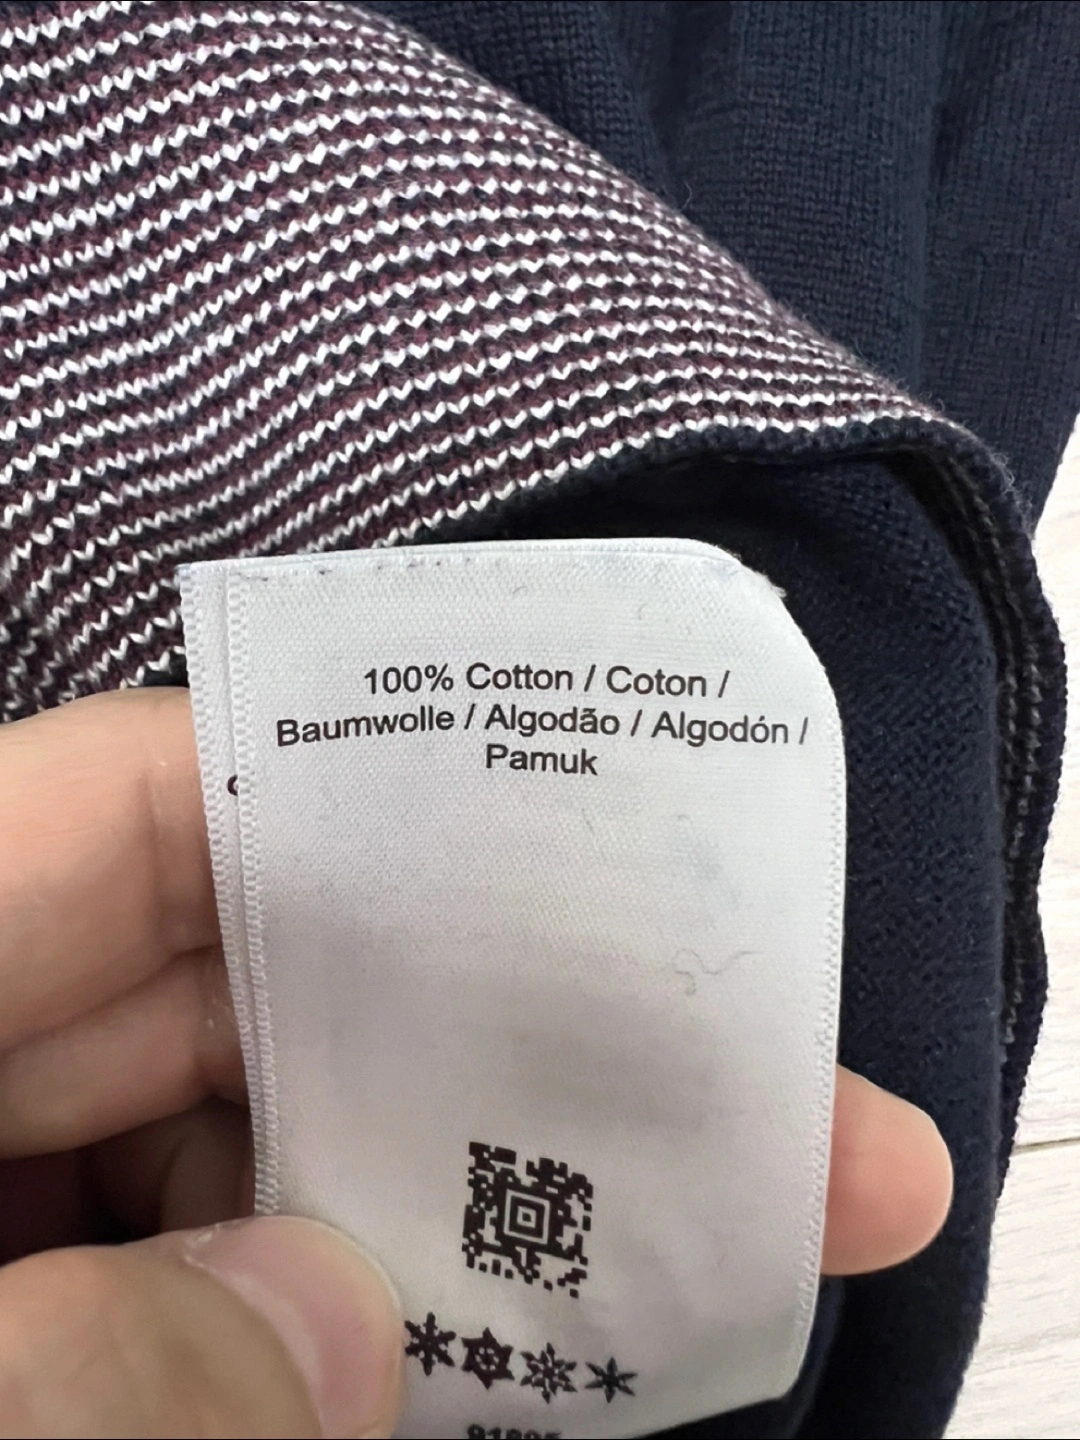 100% Cotton / Coton /
Baumwolle / Algodão / Algodón /
Pamuk